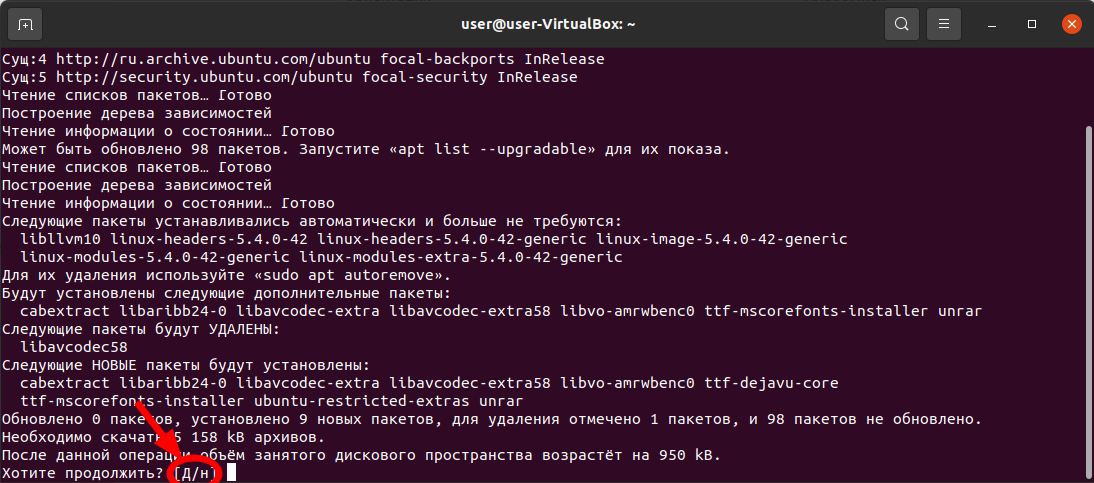 user@user-VirtualBox: ~
Сущ:4 http://ru.archive.ubuntu.com/ubuntu focal-backports InRelease
Сущ:5 http://security.ubuntu.com/ubuntu focal-security InRelease
Чтение списков пакетов… Готово
Построение дерева зависимостей
Чтение информации о состоянии… Готово
Может быть обновлено 98 пакетов. Запустите «apt list --upgradable» для их показа.
Чтение списков пакетов… Готово
Построение дерева зависимостей
Чтение информации о состоянии… Готово
Следующие пакеты устанавливались автоматически и больше не требуются:
libllvm10 linux-headers-5.4.0-42 linux-headers-5.4.0-42-generic linux-image-5.4.0-42-generic
linux-modules-5.4.0-42-generic linux-modules-extra-5.4.0-42-generic
Для их удаления используйте «sudo apt autoremove».
Будут установлены следующие дополнительные пакеты:
cabextract libaribb24-0 libavcodec-extra libavcodec-extra58 libvo-amrwbenc0 ttf-mscorefonts-installer unrar
Следующие пакеты будут УДАЛЕНЫ:
libavcodec58
Следующие НОВЫЕ пакеты будут установлены:
cabextract libaribb24-0 libavcodec-extra libavcodec-extra58 libvo-amrwbenc0 ttf-dejavu-core
ttf-mscorefonts-installer ubuntu-restricted-extras unrar
Обновлено 0 пакетов, установлено 9 новых пакетов, для удаления отмечено 1 пакетов, и 98 пакетов не обновлено.
Необходимо скачать 5 158 kB архивов.
После данной операции объём занятого дискового пространства возрастёт на 950 kB.
Хотите продолжить? [Д/н]